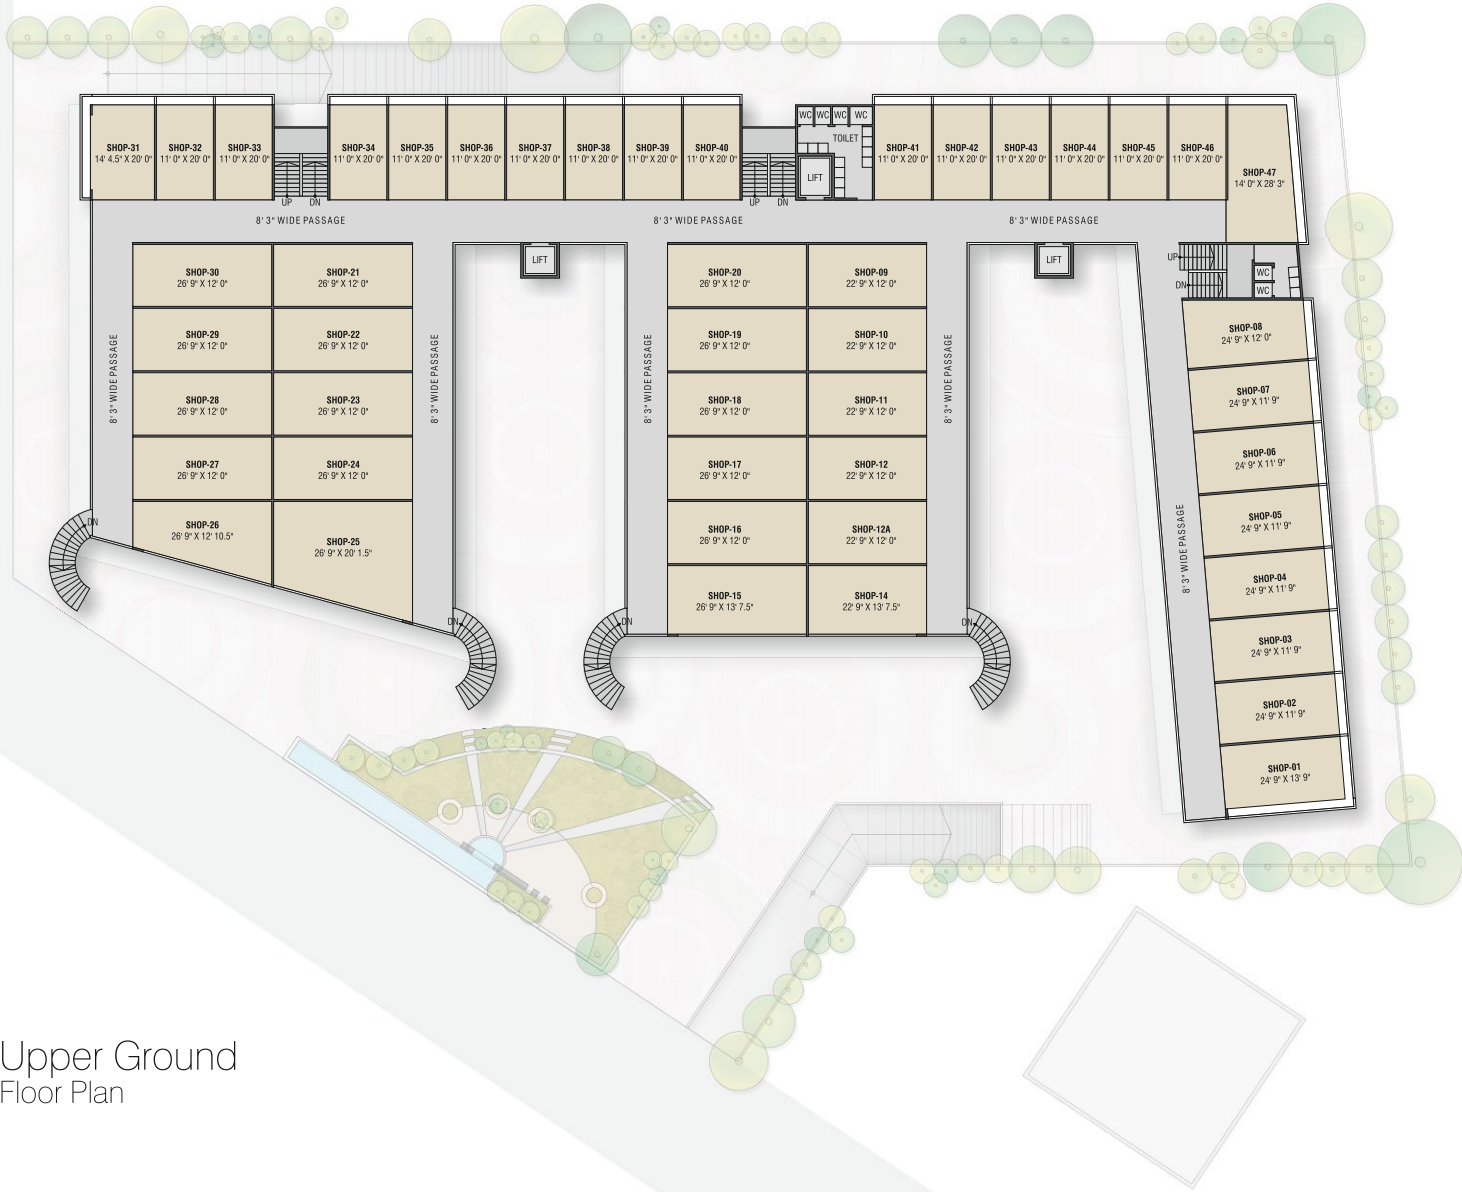 SHOP-31
14' 4.5" X 20' 0"
SHOP-32
11' 0" X 20' 0"
SHOP-33
11' 0" X 20' 0"
UP
DN
SHOP-34
11' 0" X 20' 0"
SHOP-35
11' 0" X 20' 0"
SHOP-36
11' 0" X 20' 0"
SHOP-37
11' 0" X 20' 0"
SHOP-38
11' 0" X 20' 0"
SHOP-39
11' 0" X 20' 0"
SHOP-40
11' 0" X 20' 0"
UP
DN
WC
WC
WC
WC
TOILET
LIFT
SHOP-41
11' 0" X 20' 0"
SHOP-42
11' 0" X 20' 0"
SHOP-43
11' 0" X 20' 0"
SHOP-44
11' 0" X 20' 0"
SHOP-45
11' 0" X 20' 0"
SHOP-46
11' 0" X 20' 0"
SHOP-47
14' 0" X 28' 3"
8' 3" WIDE PASSAGE
8' 3" WIDE PASSAGE
8' 3" WIDE PASSAGE
LIFT
LIFT
UP
DN
WC
WC
8' 3" WIDE PASSAGE
SHOP-30
26' 9" X 12' 0"
SHOP-21
26' 9" X 12' 0"
SHOP-29
26' 9" X 12' 0"
SHOP-22
26' 9" X 12' 0"
SHOP-28
26' 9" X 12' 0"
SHOP-23
26' 9" X 12' 0"
SHOP-27
26' 9" X 12' 0"
SHOP-24
26' 9" X 12' 0"
SHOP-26
26' 9" X 12' 10.5"
SHOP-25
26' 9" X 20' 1.5"
DN
8' 3" WIDE PASSAGE
DN
8' 3" WIDE PASSAGE
SHOP-20
26' 9" X 12' 0"
SHOP-09
22' 9" X 12' 0"
SHOP-19
26' 9" X 12' 0"
SHOP-10
22' 9" X 12' 0"
SHOP-18
26' 9" X 12' 0"
SHOP-11
22' 9" X 12' 0"
SHOP-17
26' 9" X 12' 0"
SHOP-12
22' 9" X 12' 0"
SHOP-16
26' 9" X 12' 0"
SHOP-12A
22' 9" X 12' 0"
SHOP-15
26' 9" X 13' 7.5"
SHOP-14
22' 9" X 13' 7.5"
DN
8' 3" WIDE PASSAGE
DN
8' 3" WIDE PASSAGE
SHOP-08
24' 9" X 12' 0"
SHOP-07
24' 9" X 11' 9"
SHOP-06
24' 9" X 11' 9"
SHOP-05
24' 9" X 11' 9"
SHOP-04
24' 9" X 11' 9"
SHOP-03
24' 9" X 11' 9"
SHOP-02
24' 9" X 11' 9"
SHOP-01
24' 9" X 13' 9"
Upper Ground
Floor Plan